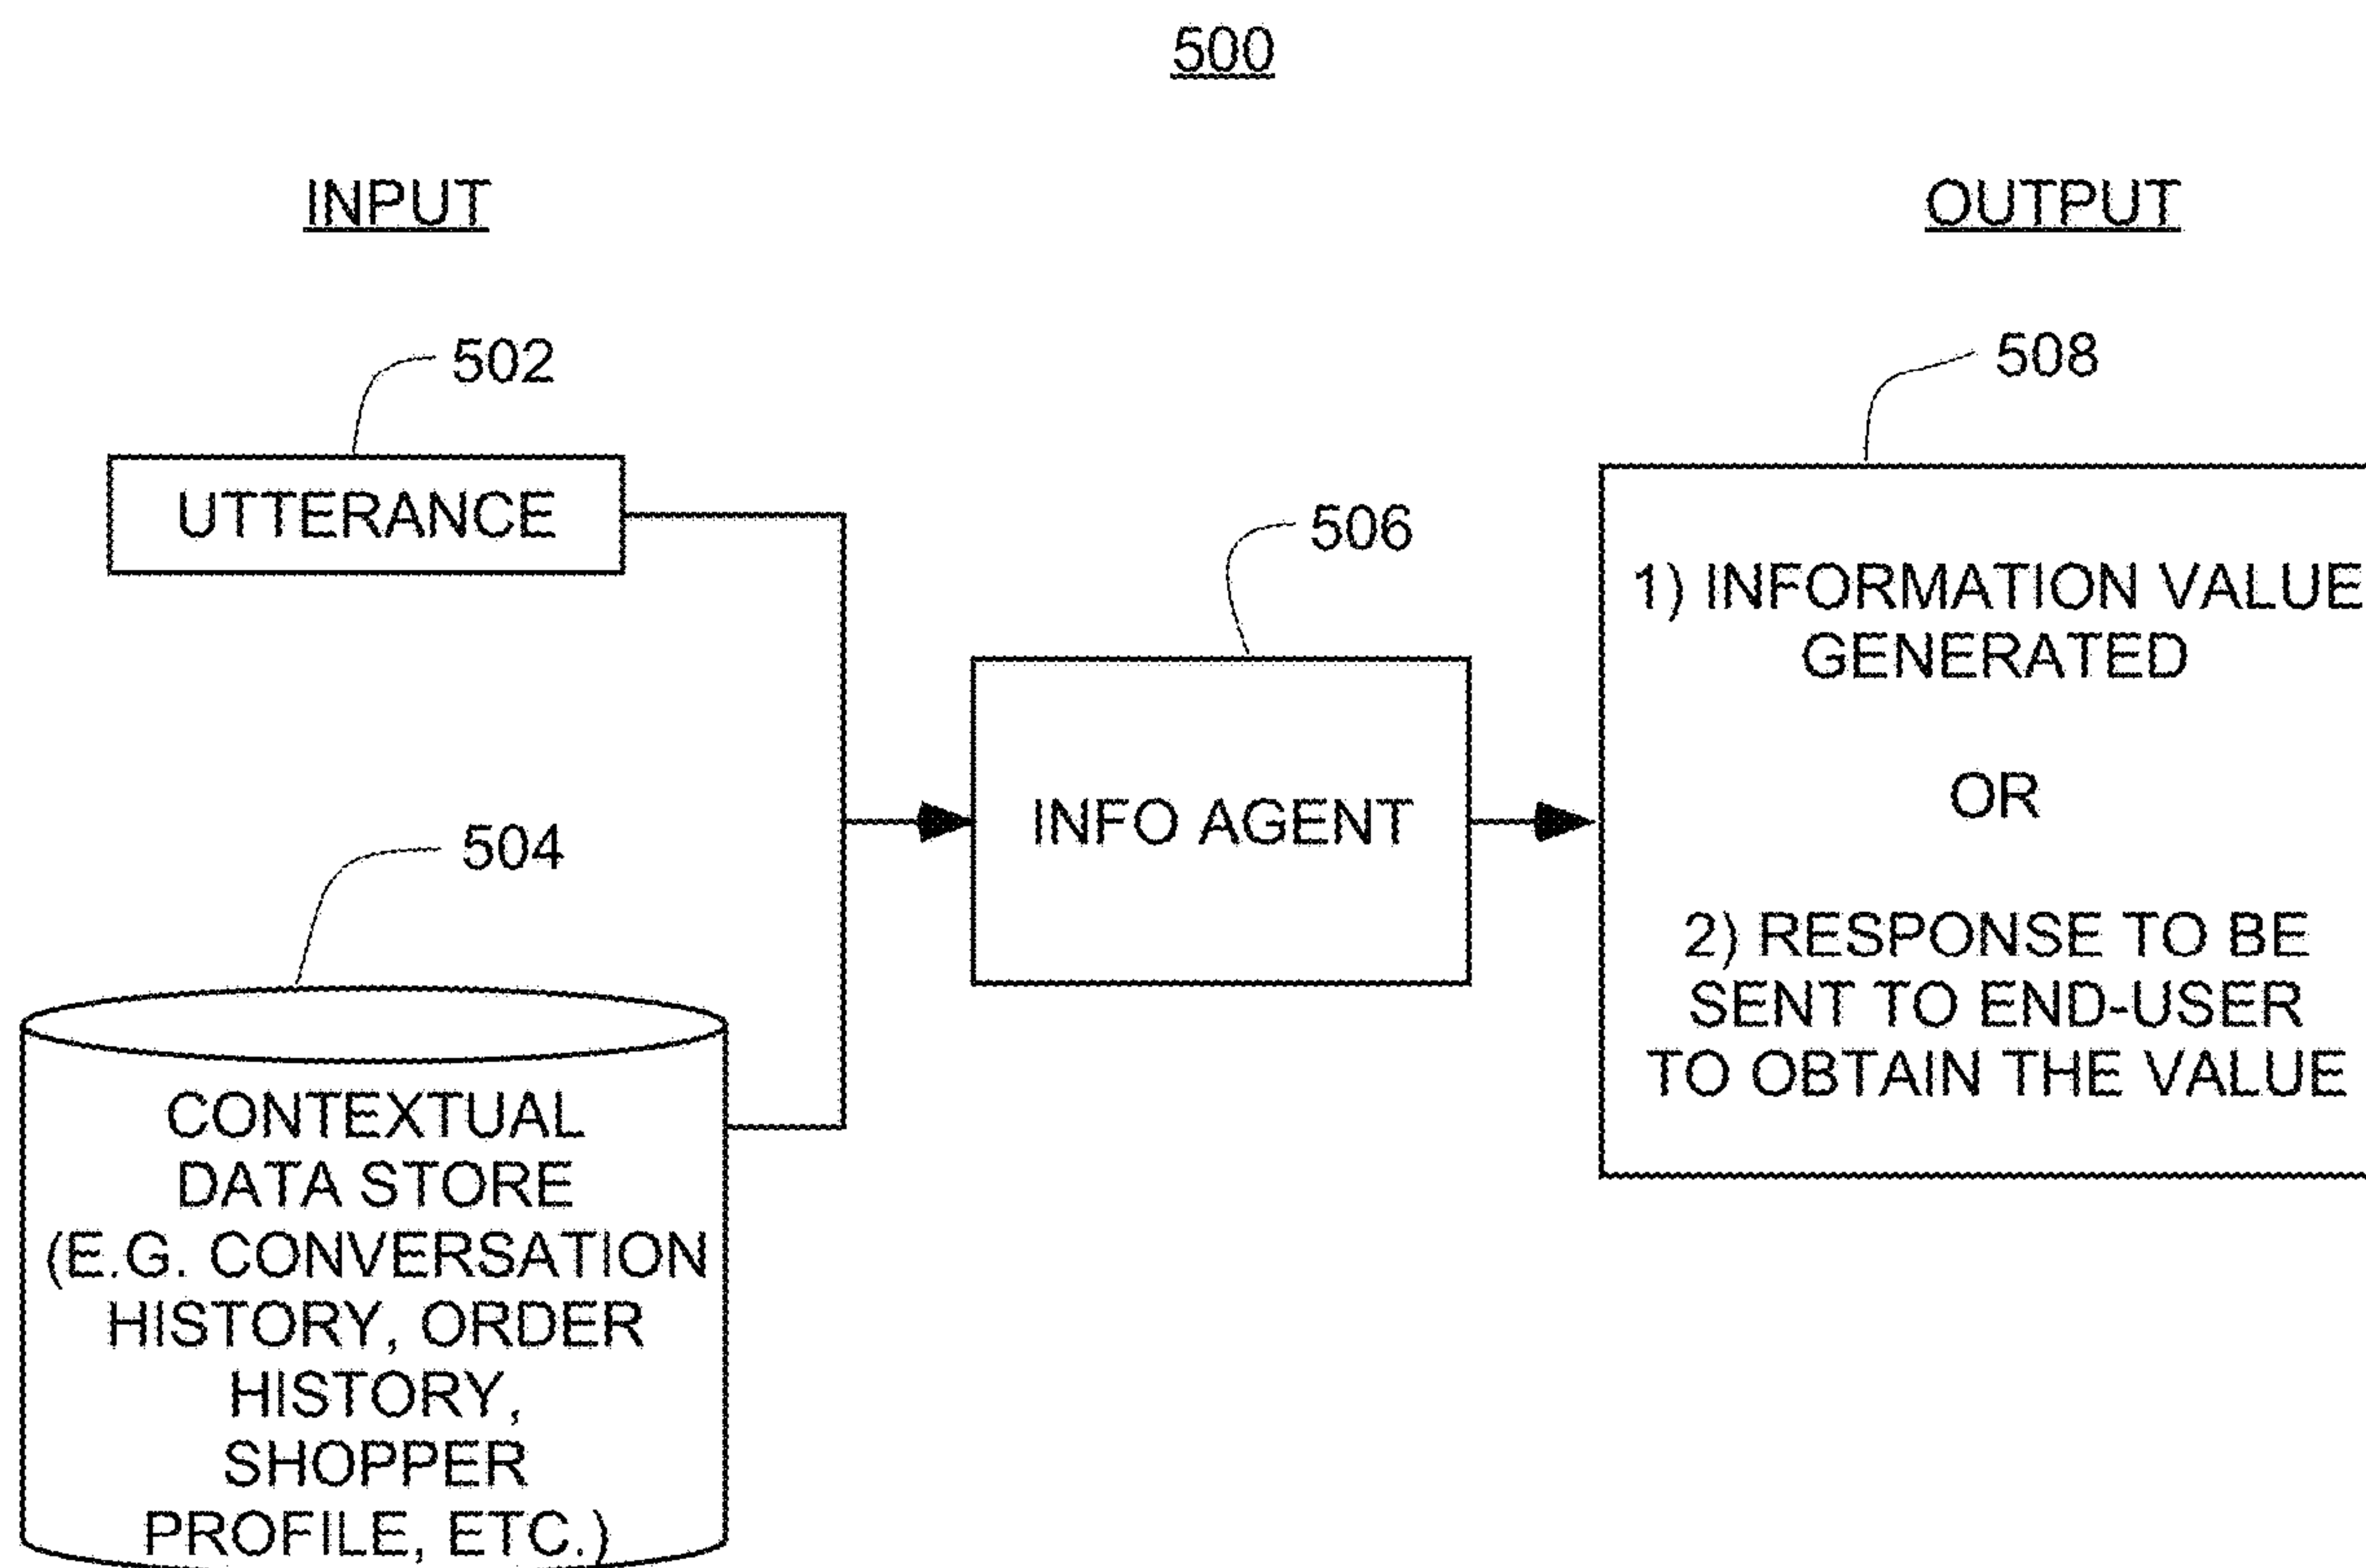 500
INPUT
OUTPUT
502
UTTERANCE
504
CONTEXTUAL
DATA STORE
(E.G. CONVERSATION
HISTORY, ORDER
HISTORY,
SHOPPER
PROFILE, ETC.)
506
INFO AGENT
508
1) INFORMATION VALUE
GENERATED
OR
2) RESPONSE TO BE
SENT TO END-USER
TO OBTAIN THE VALUE